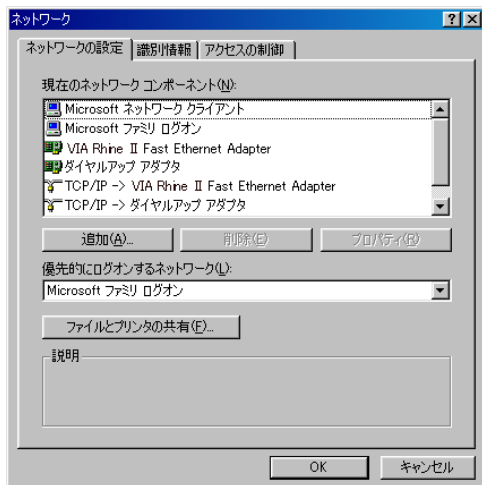 ネットワーク
ネットワークの設定 識別情報 アクセスの制御
現在のネットワーク コンポーネント(N):
Microsoft ネットワーク クライアント
Microsoft ファミリ ログオン
VIA Rhine II Fast Ethernet Adapter
ダイヤルアップ アダプタ
TCP/IP -> VIA Rhine II Fast Ethernet Adapter
TCP/IP -> ダイヤルアップ アダプタ
追加(A)... 削除(E) プロパティ(R)
優先的にログオンするネットワーク(L):
Microsoft ファミリ ログオン
ファイルとプリンタの共有(F)...
説明
OK キャンセル